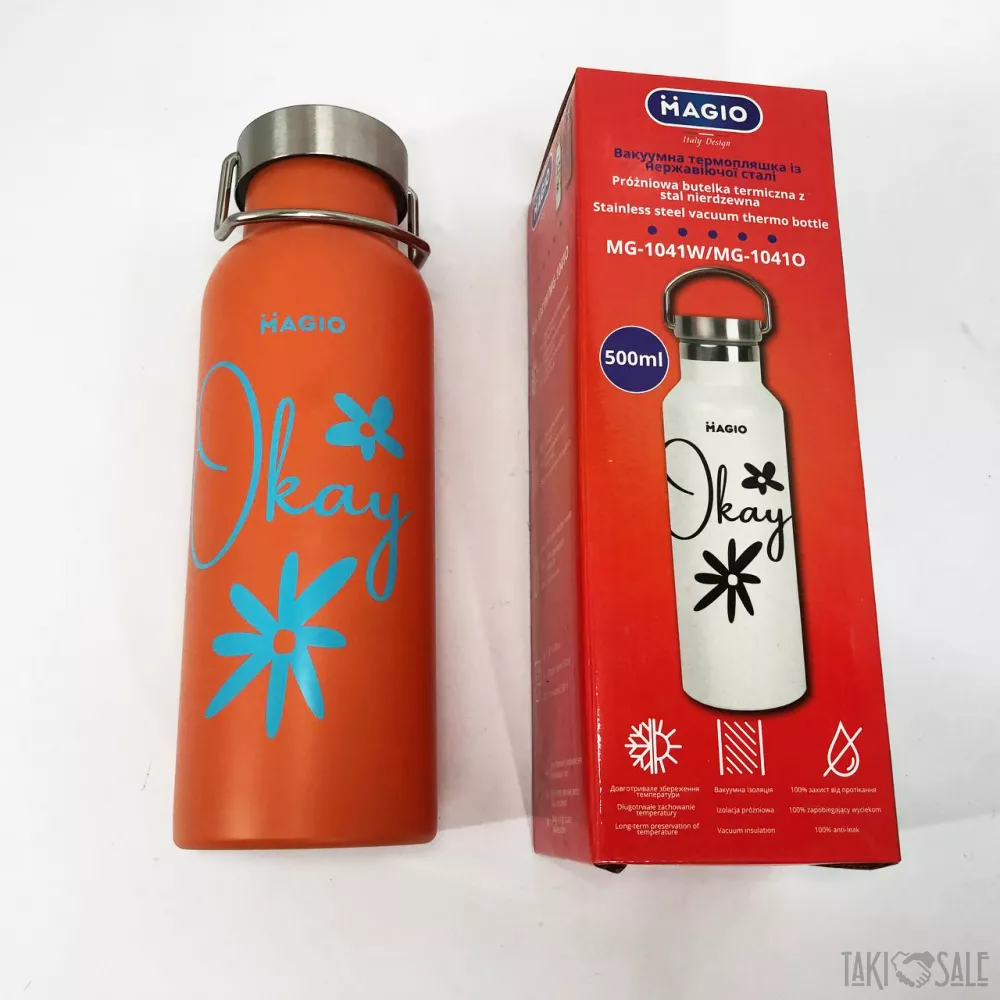 MAGIO
Okay
MAGIO
Italy Design
Вакуумна термопляшка із
нержавіючої сталі
Próżniowa butelka termiczna z
stal nierdzewna
Stainless steel vacuum thermo bottle
MG-1041W/MG-1041O
500ml
MAGIO
Okay
Довготривале збереження
температури
Długotrwałe zachowanie
temperatury
Long-term preservation of
temperature
Вакуумна ізоляція
Izolacja próżniowa
Vacuum insulation
100% захист від протікання
100% zapobiegający wyciekom
100% anti-leak
TAKI SALE